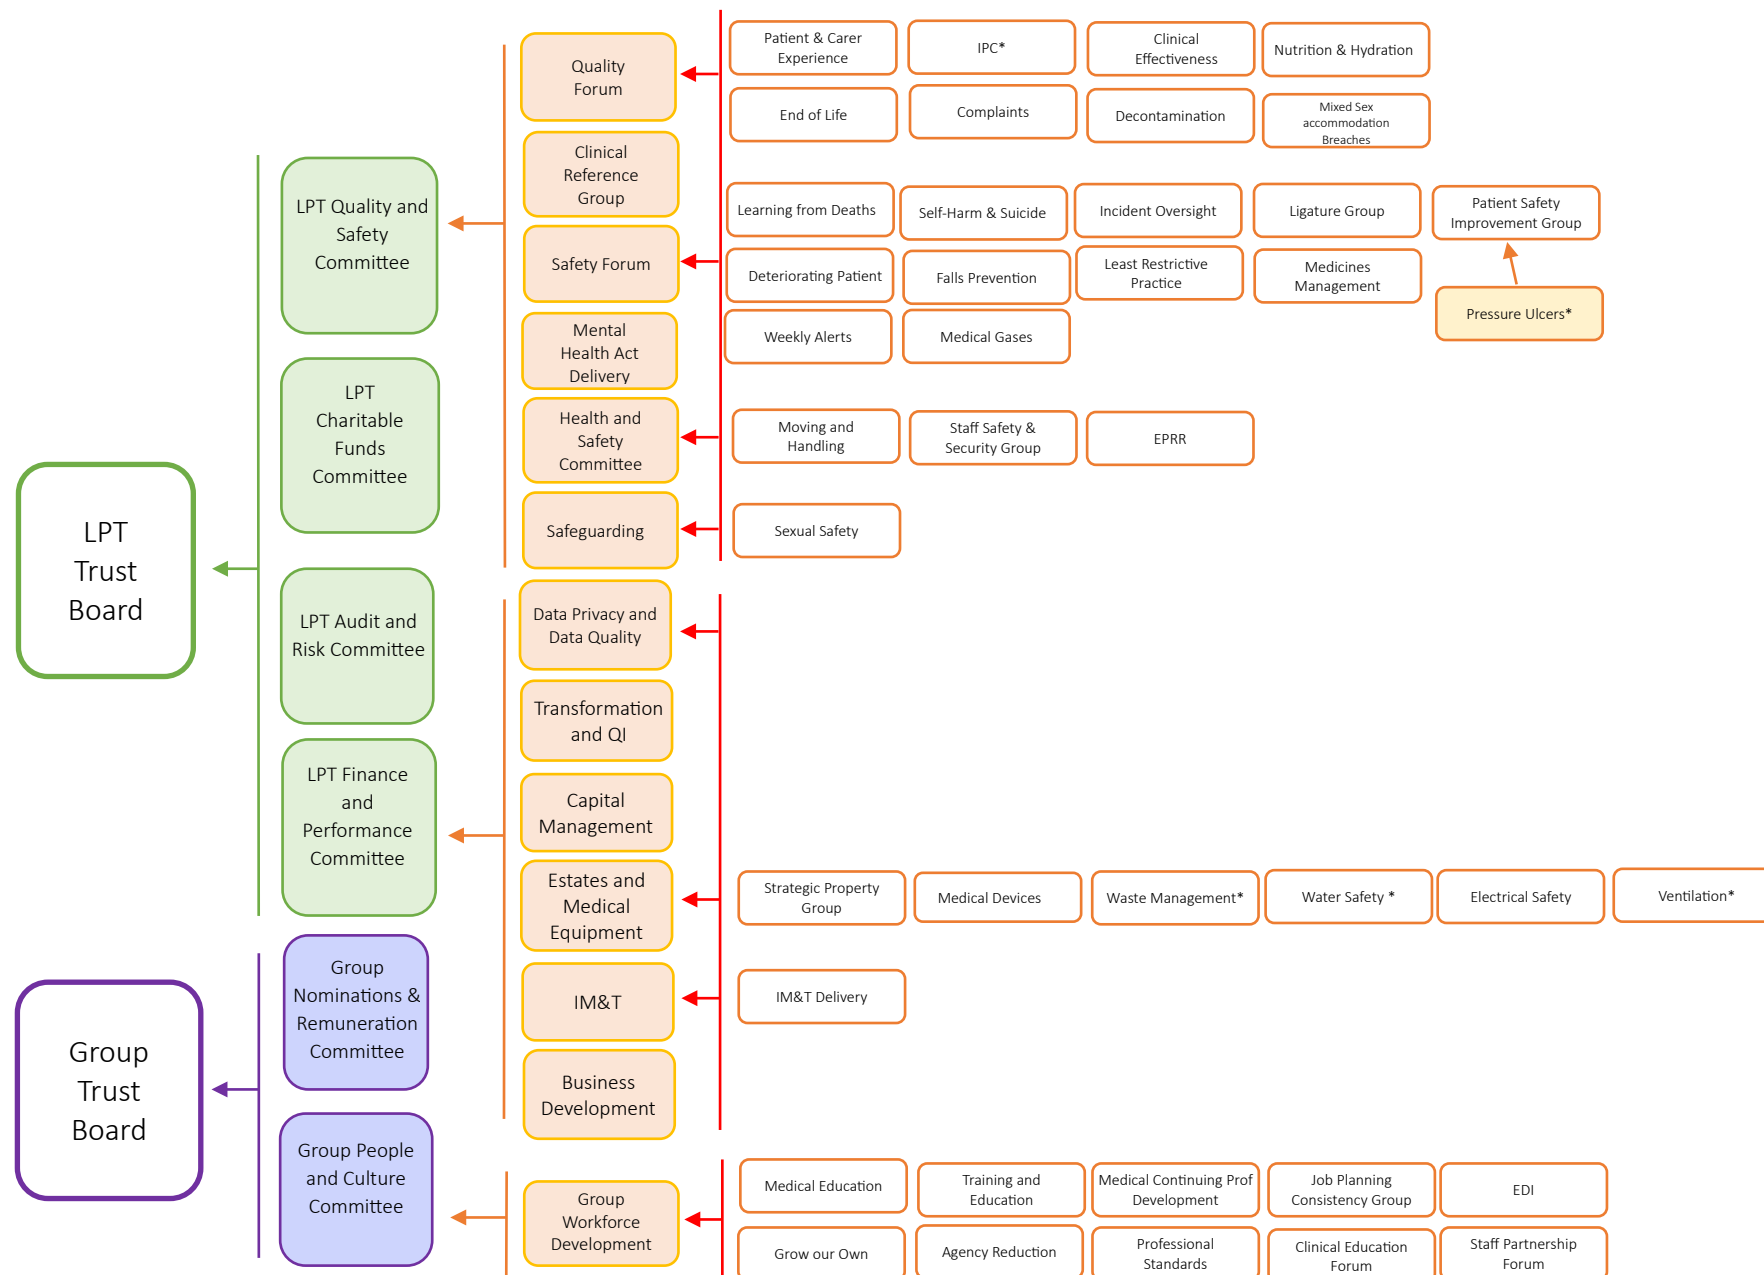 LPT
Trust
Board
Group
Trust
Board
LPT Quality and
Safety
Committee
LPT
Charitable
Funds
Committee
LPT Audit and
Risk Committee
LPT Finance
and
Performance
Committee
Group
Nominations &
Remuneration
Committee
Group People
and Culture
Committee
Quality
Forum
Clinical
Reference
Group
Safety Forum
Mental
Health Act
Delivery
Health and
Safety
Committee
Safeguarding
Data Privacy and
Data Quality
Transformation
and QI
Capital
Management
Estates and
Medical
Equipment
IM&T
Business
Development
Group
Workforce
Development
Patient & Carer
Experience
IPC*
Clinical
Effectiveness
Nutrition & Hydration
End of Life
Complaints
Decontamination
Mixed Sex
accommodation
Breaches
Learning from Deaths
Self-Harm & Suicide
Incident Oversight
Ligature Group
Patient Safety
Improvement Group
Deteriorating Patient
Falls Prevention
Least Restrictive
Practice
Medicines
Management
Pressure Ulcers*
Weekly Alerts
Medical Gases
Moving and
Handling
Staff Safety &
Security Group
EPRR
Sexual Safety
Strategic Property
Group
Medical Devices
Waste Management*
Water Safety *
Electrical Safety
Ventilation*
IM&T Delivery
Medical Education
Training and
Education
Medical Continuing Prof
Development
Job Planning
Consistency Group
EDI
Grow our Own
Agency Reduction
Professional
Standards
Clinical Education
Forum
Staff Partnership
Forum